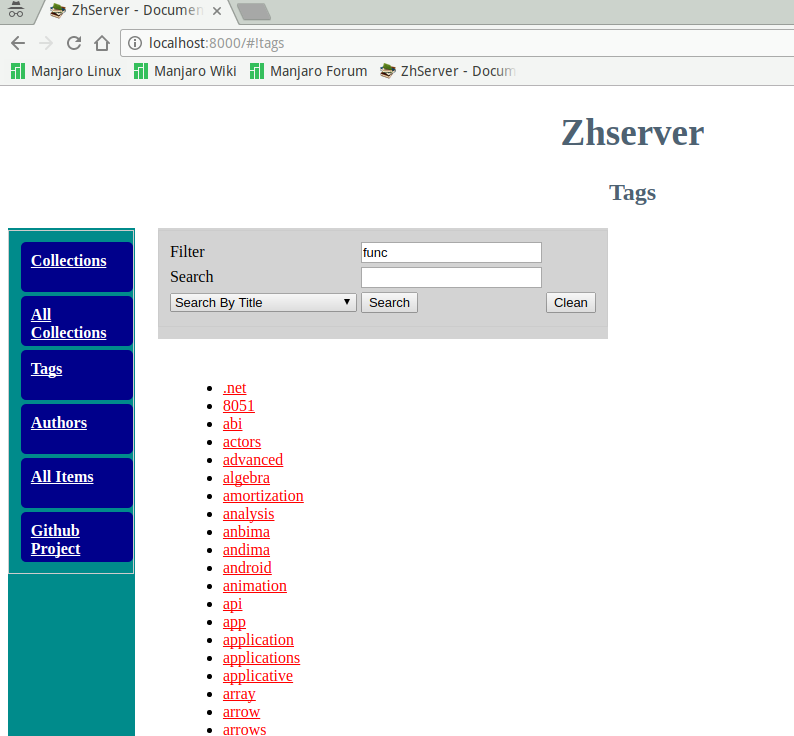 ZhServer - Documen
localhost:8000/#!tags
Manjaro Linux Manjaro Wiki Manjaro Forum ZhServer - Docum
Zhserver
Tags
Collections
All
Collections
Tags
Authors
All Items
Github
Project
Filter func
Search
Search By Title Search Clean
.net
8051
abi
actors
advanced
algebra
amortization
analysis
anbima
andima
android
animation
api
app
application
applications
applicative
array
arrow
arrows